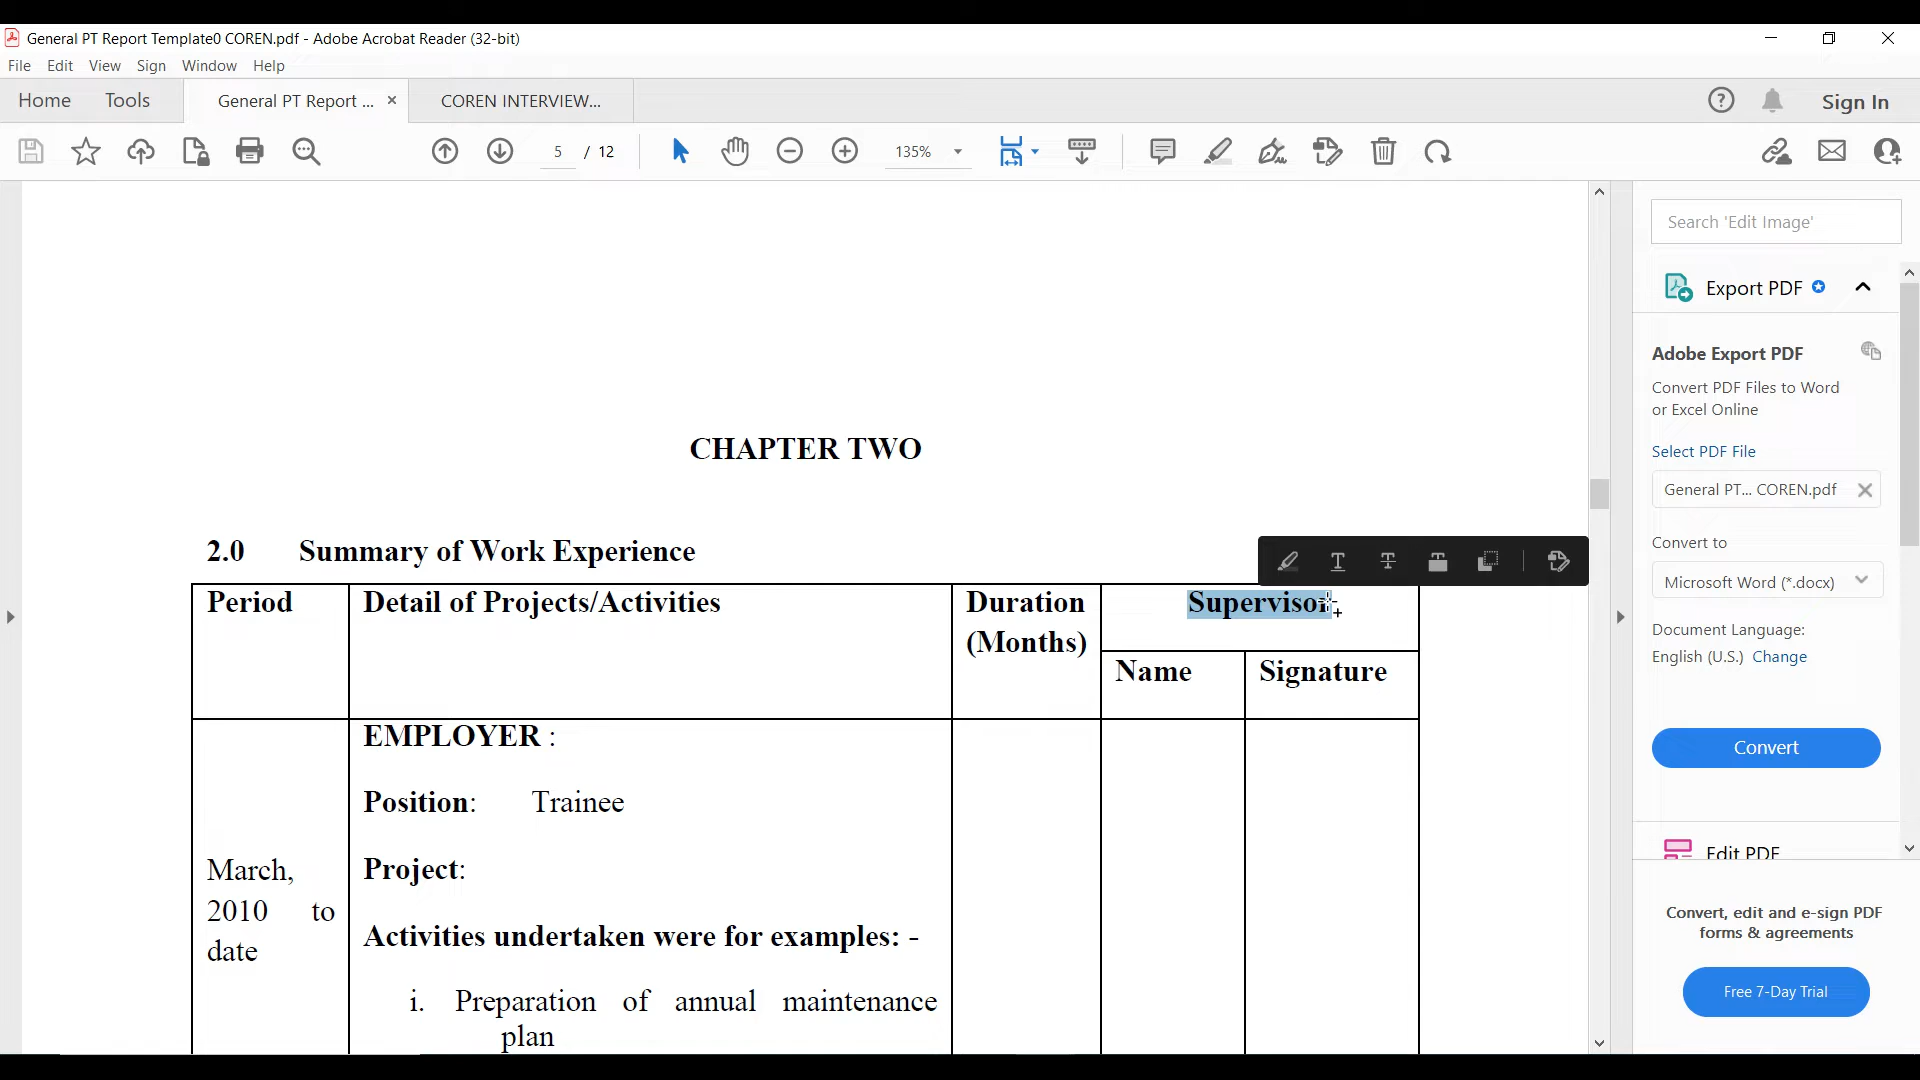 General PT Report Template0 COREN.pdf - Adobe Acrobat Reader (32-bit)
File Edit View Sign Window Help
Home Tools General PT Report ... × COREN INTERVIEW... Sign In
5 / 12 135%
Search 'Edit Image'
Export PDF
Adobe Export PDF
Convert PDF Files to Word
or Excel Online
Select PDF File
General PT... COREN.pdf
Convert to
Microsoft Word (*.docx)
Document Language:
English (U.S.) Change
Convert
Edit PDF
Convert, edit and e-sign PDF
forms & agreements
Free 7-Day Trial
CHAPTER TWO
2.0 Summary of Work Experience
Period Detail of Projects/Activities Duration Supervisor
(Months)
Name Signature
EMPLOYER :
Position: Trainee
Project:
March,
2010 to
date
Activities undertaken were for examples: -
i. Preparation of annual maintenance
plan